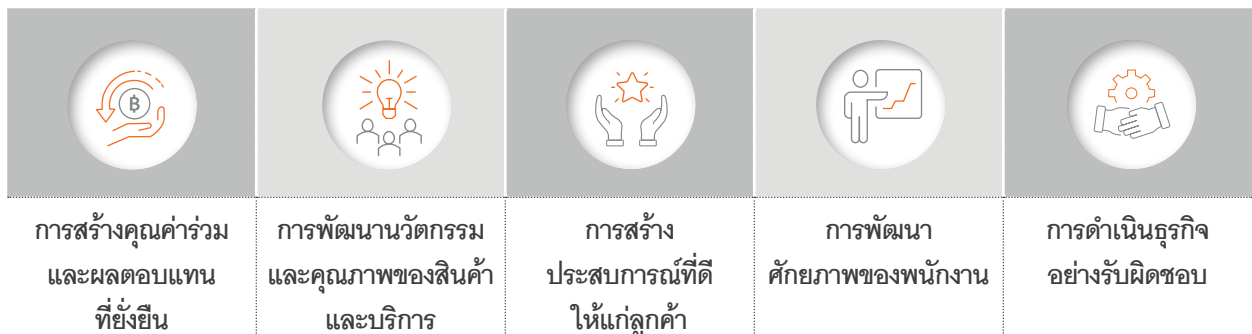 การสร้างคุณค่าร่วม
และผลตอบแทน
ที่ยั่งยืน
การพัฒนานวัตกรรม
และคุณภาพของสินค้า
และบริการ
การสร้าง
ประสบการณ์ที่ดี
ให้แก่ลูกค้า
การพัฒนา
ศักยภาพของพนักงาน
การดำเนินธุรกิจ
อย่างรับผิดชอบ